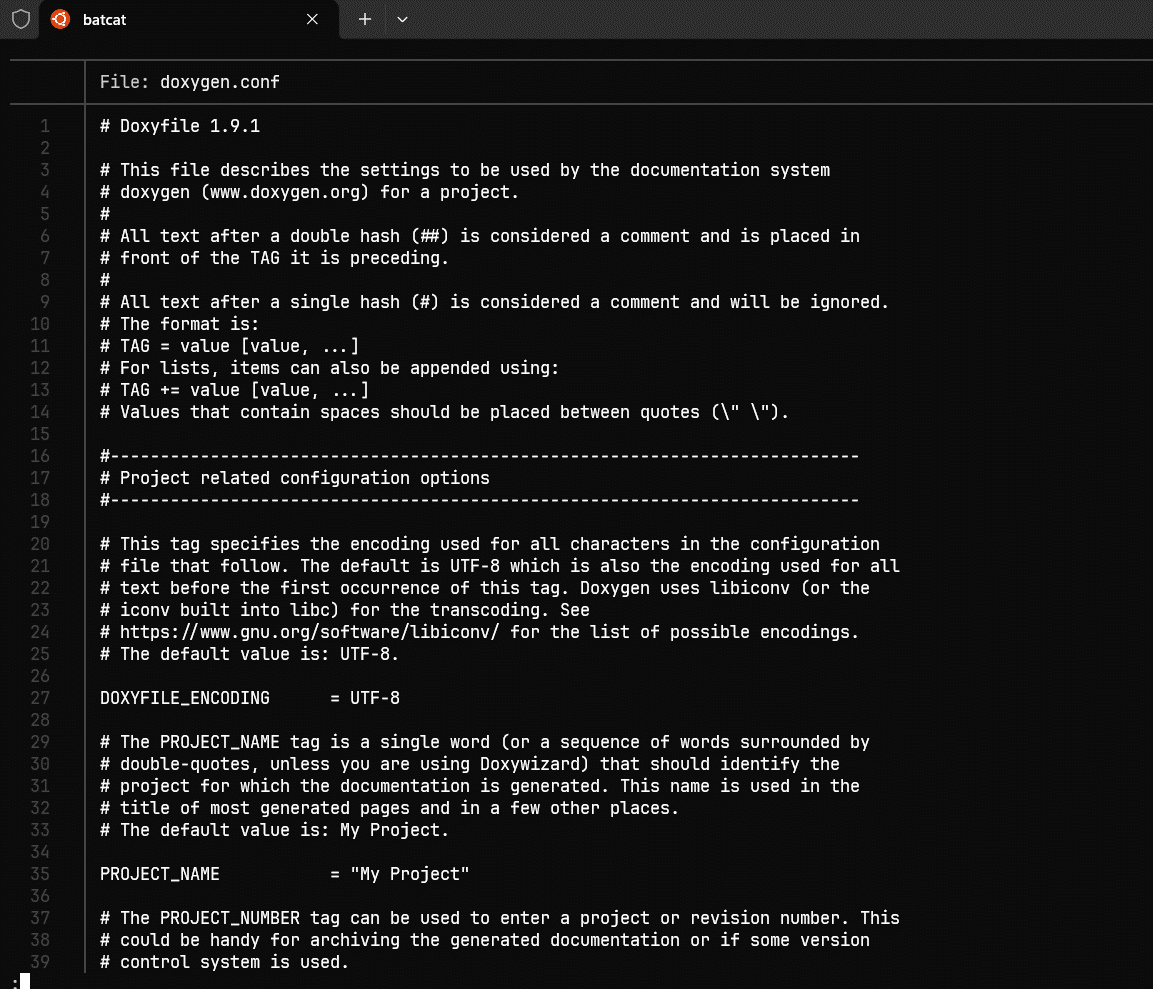 batcat
File: doxygen.conf
1 # Doxyfile 1.9.1
2
3 # This file describes the settings to be used by the documentation system
4 # doxygen (www.doxygen.org) for a project.
5 #
6 # All text after a double hash (##) is considered a comment and is placed in
7 # front of the TAG it is preceding.
8 #
9 # All text after a single hash (#) is considered a comment and will be ignored.
10 # The format is:
11 # TAG = value [value, ...]
12 # For lists, items can also be appended using:
13 # TAG += value [value, ...]
14 # Values that contain spaces should be placed between quotes (\" \").
15
16 #---------------------------------------------------------------------------
17 # Project related configuration options
18 #---------------------------------------------------------------------------
19
20 # This tag specifies the encoding used for all characters in the configuration
21 # file that follow. The default is UTF-8 which is also the encoding used for all
22 # text before the first occurrence of this tag. Doxygen uses libiconv (or the
23 # iconv built into libc) for the transcoding. See
24 # https://www.gnu.org/software/libiconv/ for the list of possible encodings.
25 # The default value is: UTF-8.
26
27 DOXYFILE_ENCODING      = UTF-8
28
29 # The PROJECT_NAME tag is a single word (or a sequence of words surrounded by
30 # double-quotes, unless you are using Doxywizard) that should identify the
31 # project for which the documentation is generated. This name is used in the
32 # title of most generated pages and in a few other places.
33 # The default value is: My Project.
34
35 PROJECT_NAME           = "My Project"
36
37 # The PROJECT_NUMBER tag can be used to enter a project or revision number. This
38 # could be handy for archiving the generated documentation or if some version
39 # control system is used.
: